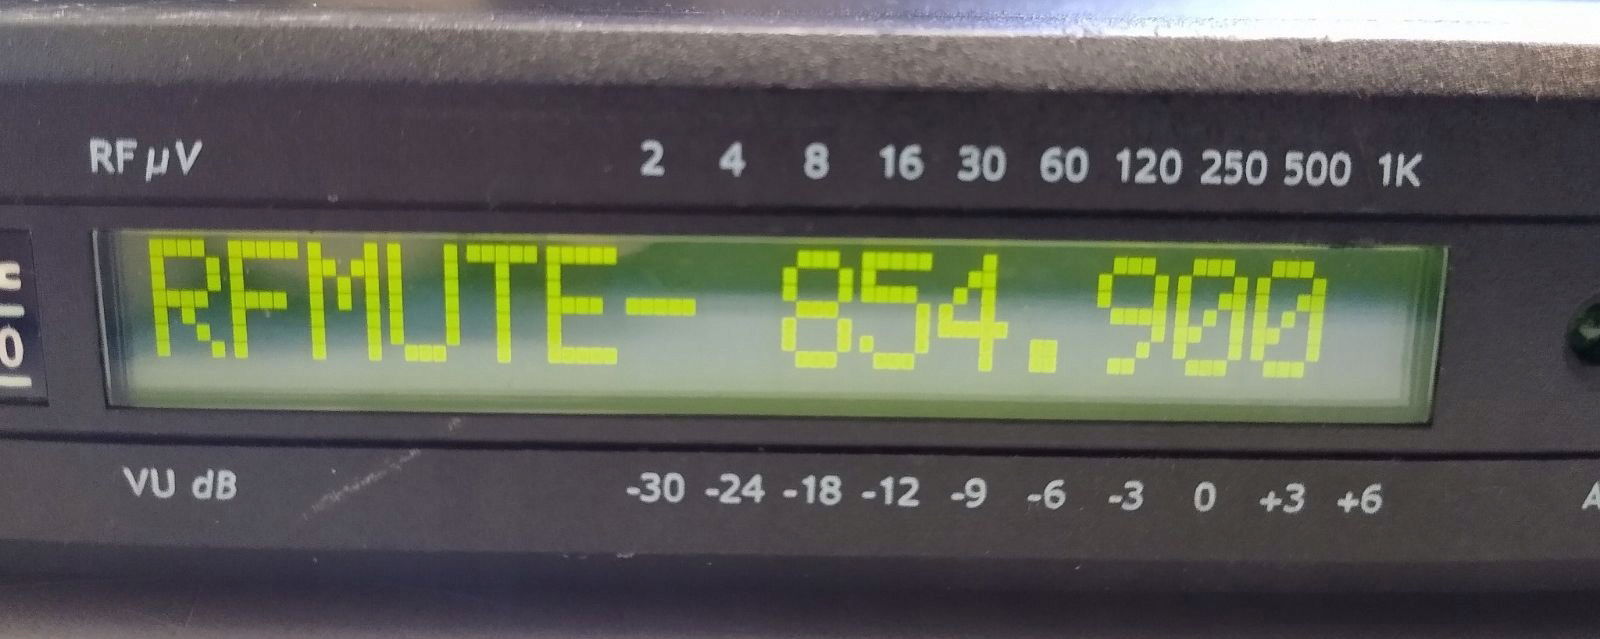 RF µV 2 4 8 16 30 60 120 250 500 1K
RFMUTE- 854.900
VU dB -30 -24 -18 -12 -9 -6 -3 0 +3 +6